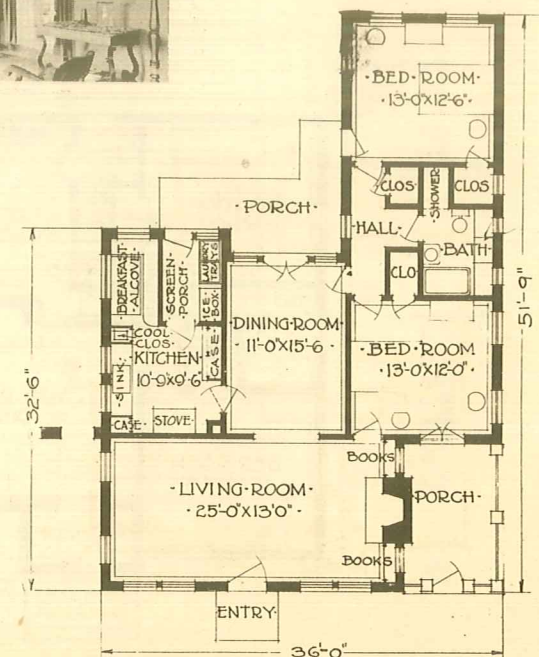 BED·ROOM·
·13'-0"X12'-6"·
CLOS·
SHOWER
CLOS
·PORCH·
·HALL·
·BATH·
BREAKFAST·
ALCOVE·
SCREEN·
PORCH·
LAUNDRY
TRAYS
ICE·
BOX·
CLO
51'-9"
DINING·ROOM·
11'-0"X15'-6
COOL
CLOS·
KITCHEN·
10'-9X9'-6"
CASE·
·BED·ROOM·
13'-0"X12'-0"
·32'-6"
·SINK·
CASE·
·STOVE·
BOOKS
·LIVING·ROOM·
·25'-0"X13'0"·
·PORCH·
BOOKS
·ENTRY·
36'-0"